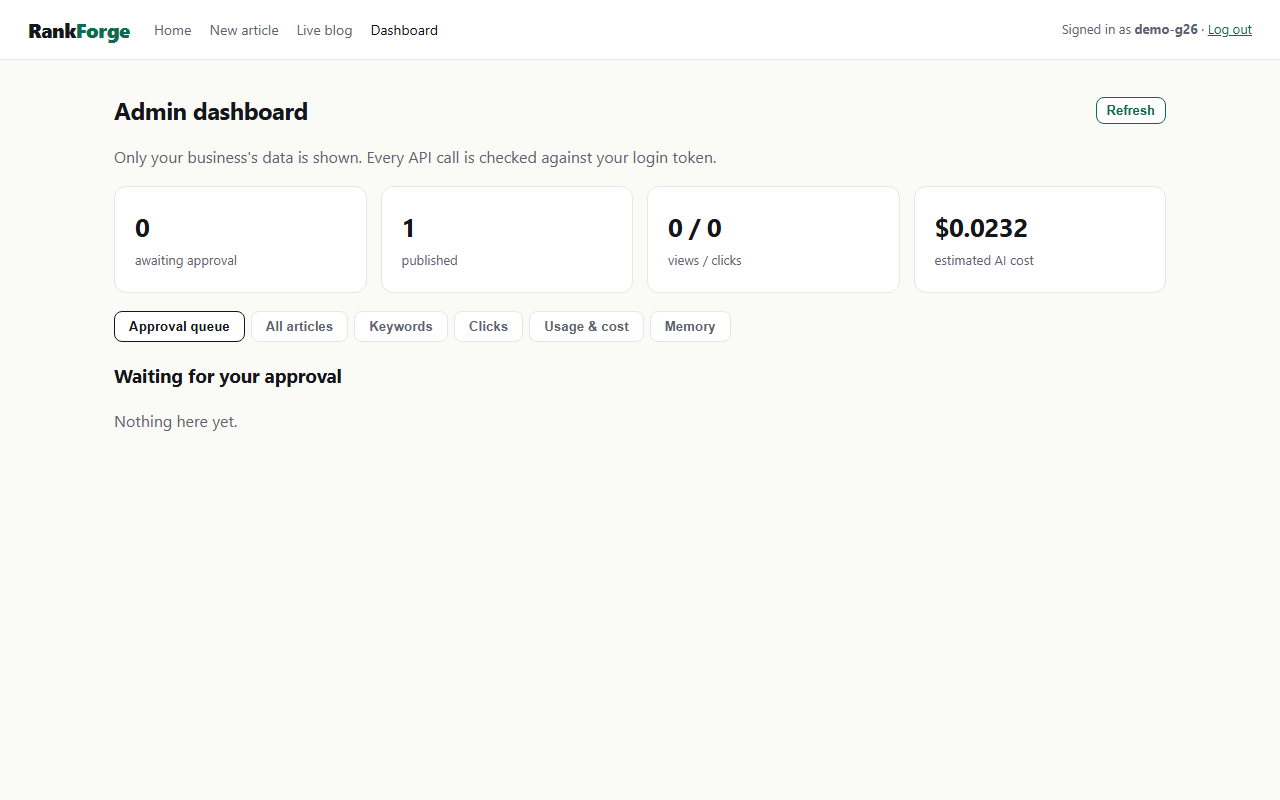 RankForge Home New article Live blog Dashboard Signed in as demo-g26 · Log out
Admin dashboard Refresh
Only your business's data is shown. Every API call is checked against your login token.
0 1 0 / 0 $0.0232
awaiting approval published views / clicks estimated AI cost
Approval queue All articles Keywords Clicks Usage & cost Memory
Waiting for your approval
Nothing here yet.